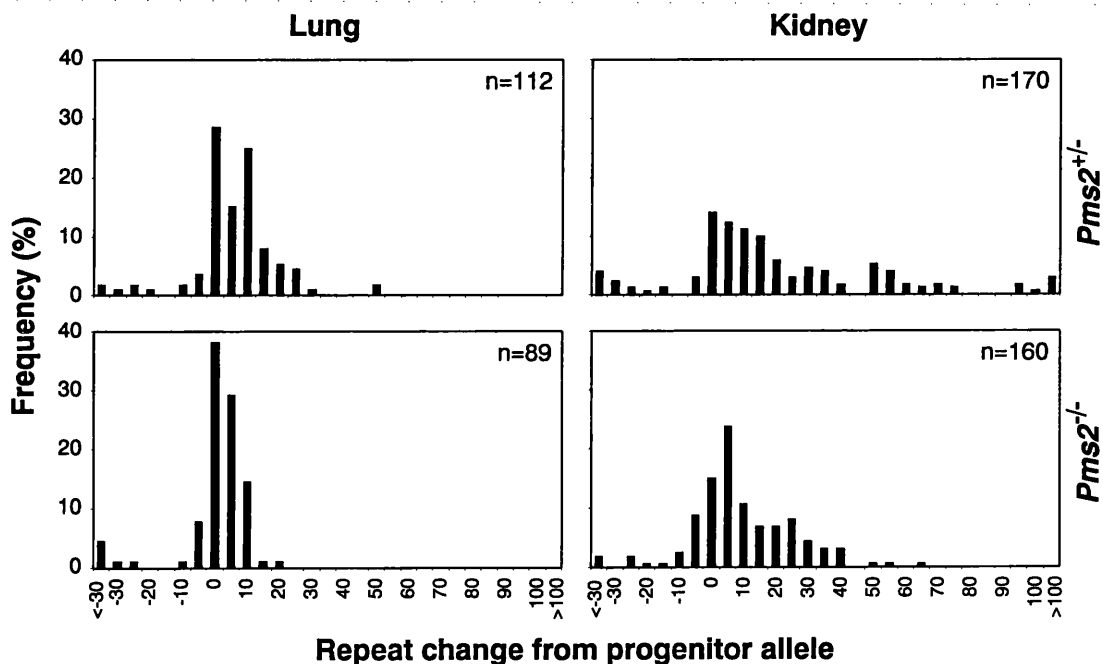 Lung Kidney
40 n=112 n=170
30
20
10
0
Pms2+/-
Frequency (%)
40 n=89 n=160
30
20
10
0
Pms2-/-
<-30 -30 -20 -10 0 10 20 30 40 50 60 70 80 90 100 >100 <-30 -30 -20 -10 0 10 20 30 40 50 60 70 80 90 100 >100
Repeat change from progenitor allele